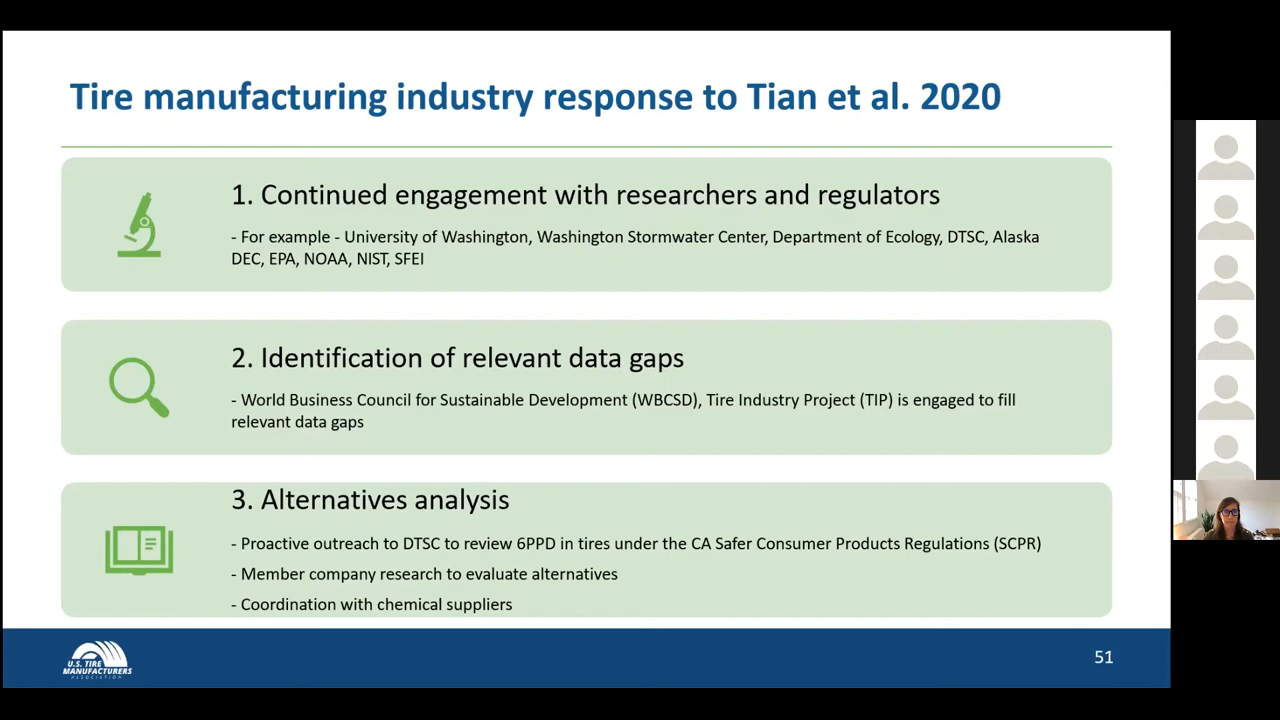 Tire manufacturing industry response to Tian et al. 2020
1. Continued engagement with researchers and regulators
- For example - University of Washington, Washington Stormwater Center, Department of Ecology, DTSC, Alaska
DEC, EPA, NOAA, NIST, SFEI
2. Identification of relevant data gaps
- World Business Council for Sustainable Development (WBCSD), Tire Industry Project (TIP) is engaged to fill
relevant data gaps
3. Alternatives analysis
- Proactive outreach to DTSC to review 6PPD in tires under the CA Safer Consumer Products Regulations (SCPR)
- Member company research to evaluate alternatives
- Coordination with chemical suppliers
U.S. TIRE
MANUFACTURERS
ASSOCIATION
51